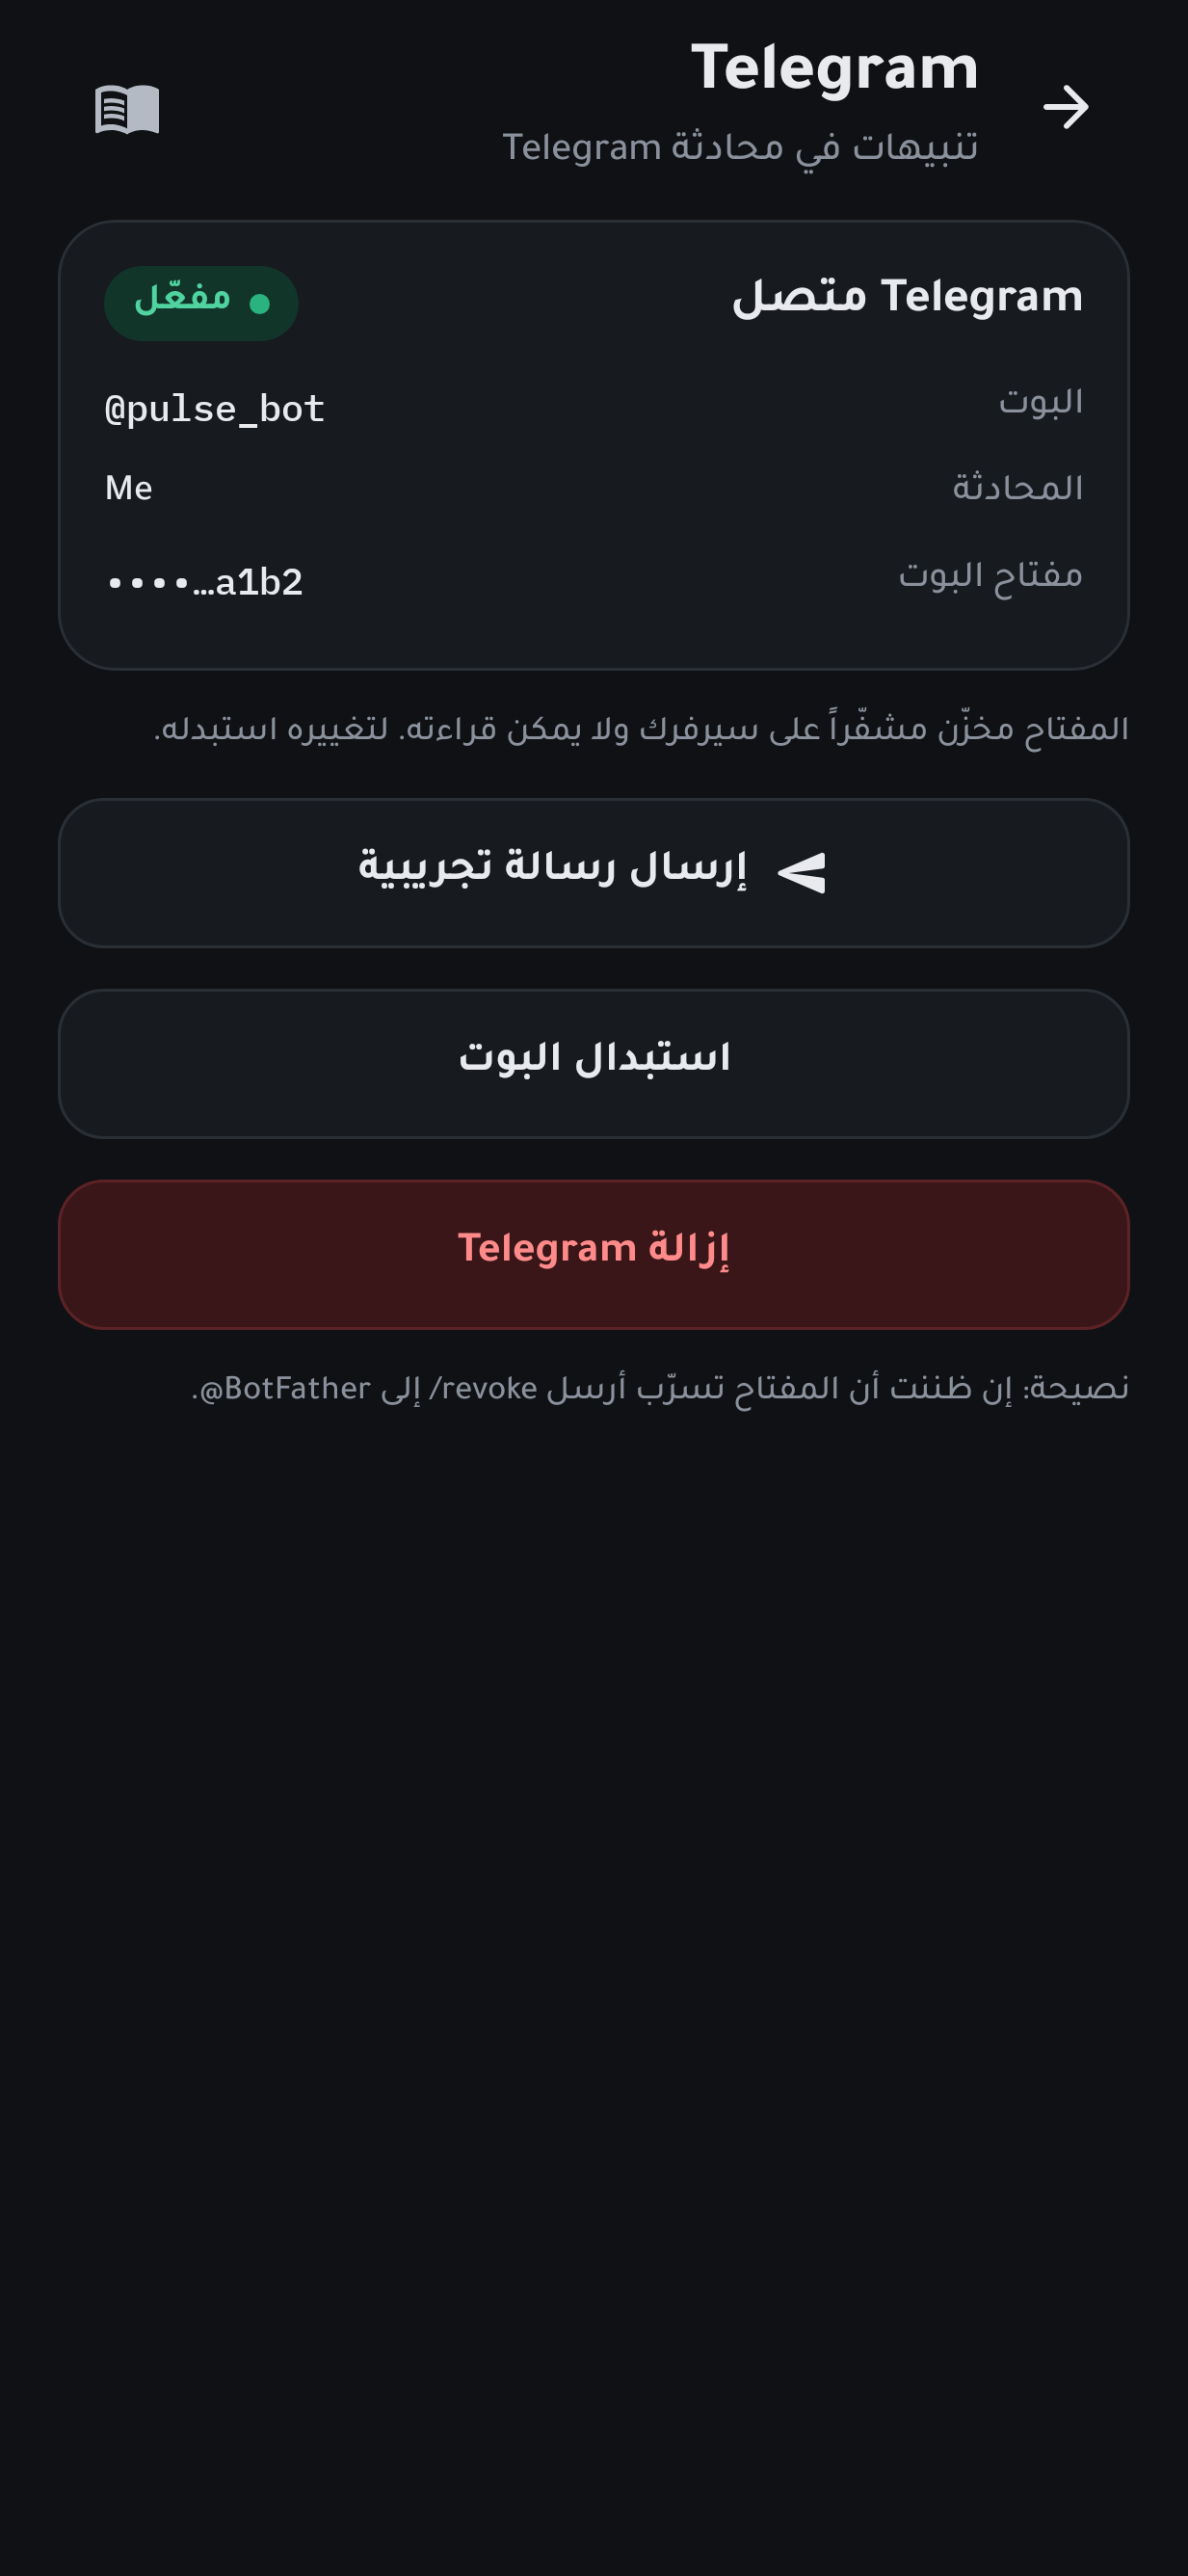 Telegram
تنبيهات في محادثة Telegram
Telegram متصل
مفعّل
البوت
@pulse_bot
المحادثة
Me
مفتاح البوت
••••…a1b2
المفتاح مخزّن مشفّراً على سيرفرك ولا يمكن قراءته. لتغييره استبدله.
إرسال رسالة تجريبية
استبدال البوت
إزالة Telegram
نصيحة: إن ظننت أن المفتاح تسرّب أرسل /revoke إلى @BotFather.